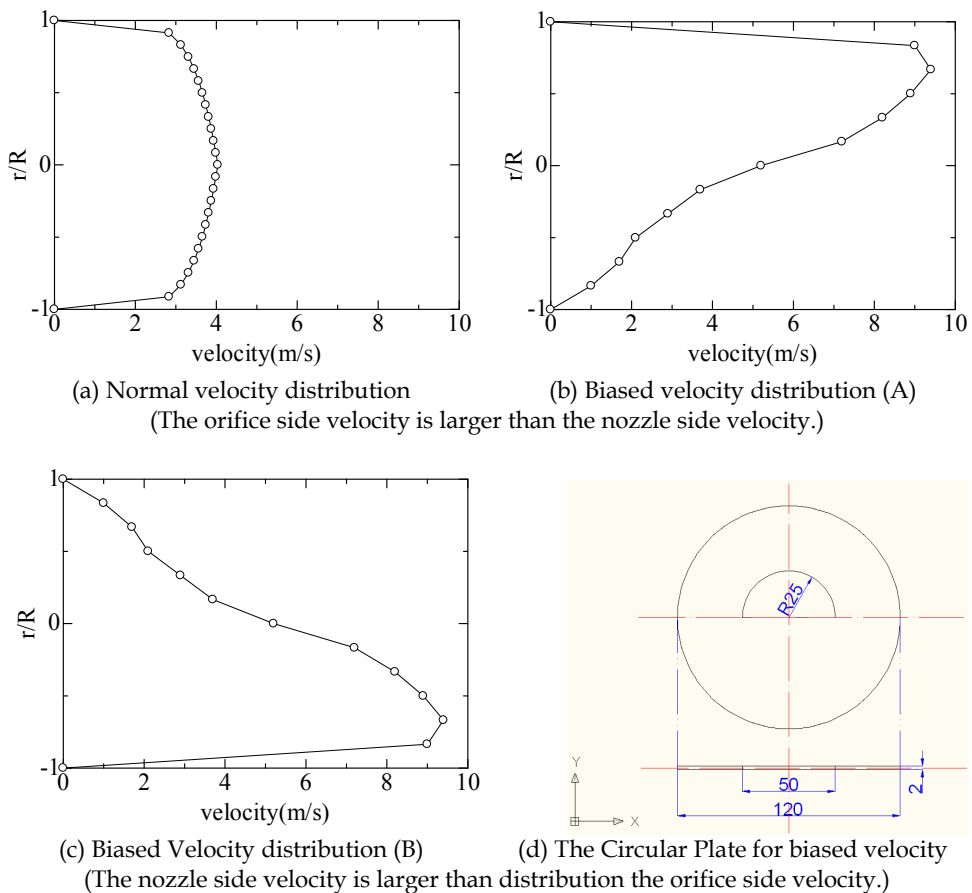 1
0
-1
r/R
0 2 4 6 8 10
velocity(m/s)
(a) Normal velocity distribution
1
0
-1
r/R
0 2 4 6 8 10
velocity(m/s)
(b) Biased velocity distribution (A)
(The orifice side velocity is larger than the nozzle side velocity.)
1
0
-1
r/R
0 2 4 6 8 10
velocity(m/s)
(c) Biased Velocity distribution (B)
R25
50
120
2
Y
X
(d) The Circular Plate for biased velocity
(The nozzle side velocity is larger than distribution the orifice side velocity.)